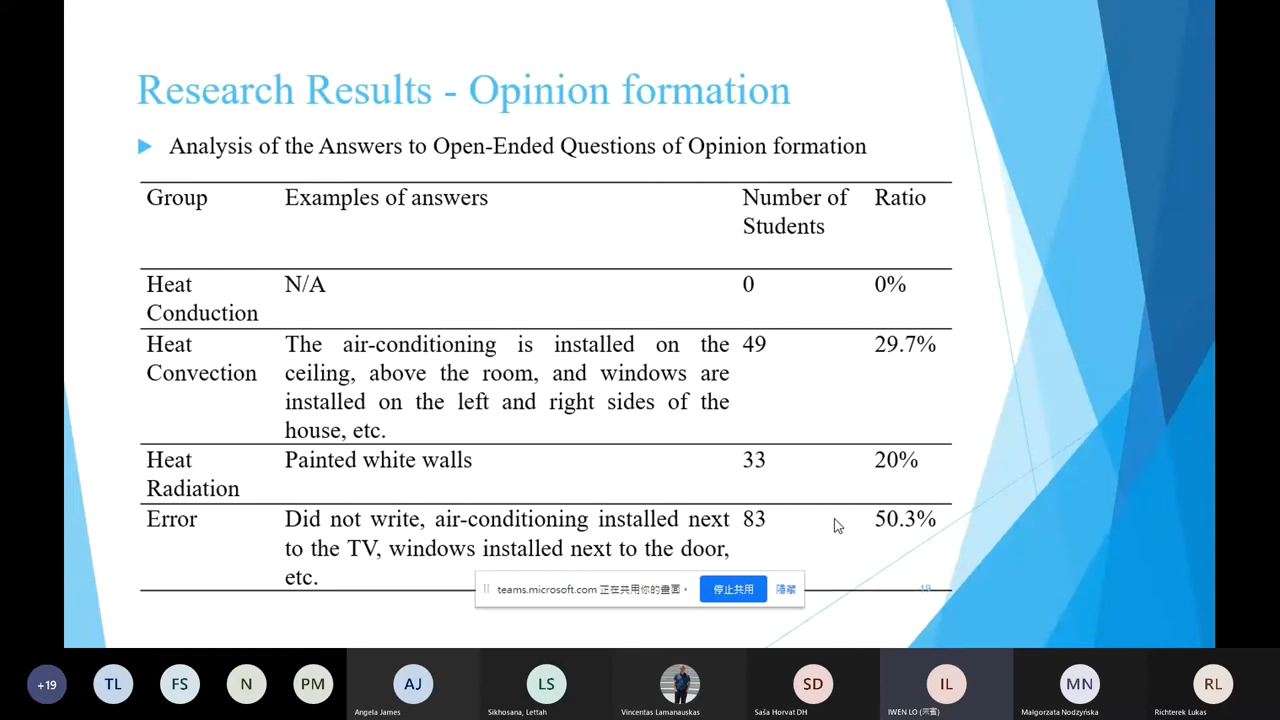 Research Results - Opinion formation
Analysis of the Answers to Open-Ended Questions of Opinion formation
Group Examples of answers Number of Students Ratio
Heat Conduction N/A 0 0%
Heat Convection The air-conditioning is installed on the 49 29.7%
ceiling, above the room, and windows are
installed on the left and right sides of the
house, etc.
Heat Radiation Painted white walls 33 20%
Error Did not write, air-conditioning installed next 83 50.3%
to the TV, windows installed next to the door,
etc.
teams.microsoft.com 正在共用你的畫面。 停止共用 隱藏
19
+19 TL FS N PM AJ LS SD IL MN RL
Angela James Sikhosana, Lettah Vincentas Lamanauskas Saša Horvat DH IWEN LO (宗賓) Małgorzata Nodzyńska Richterek Lukas